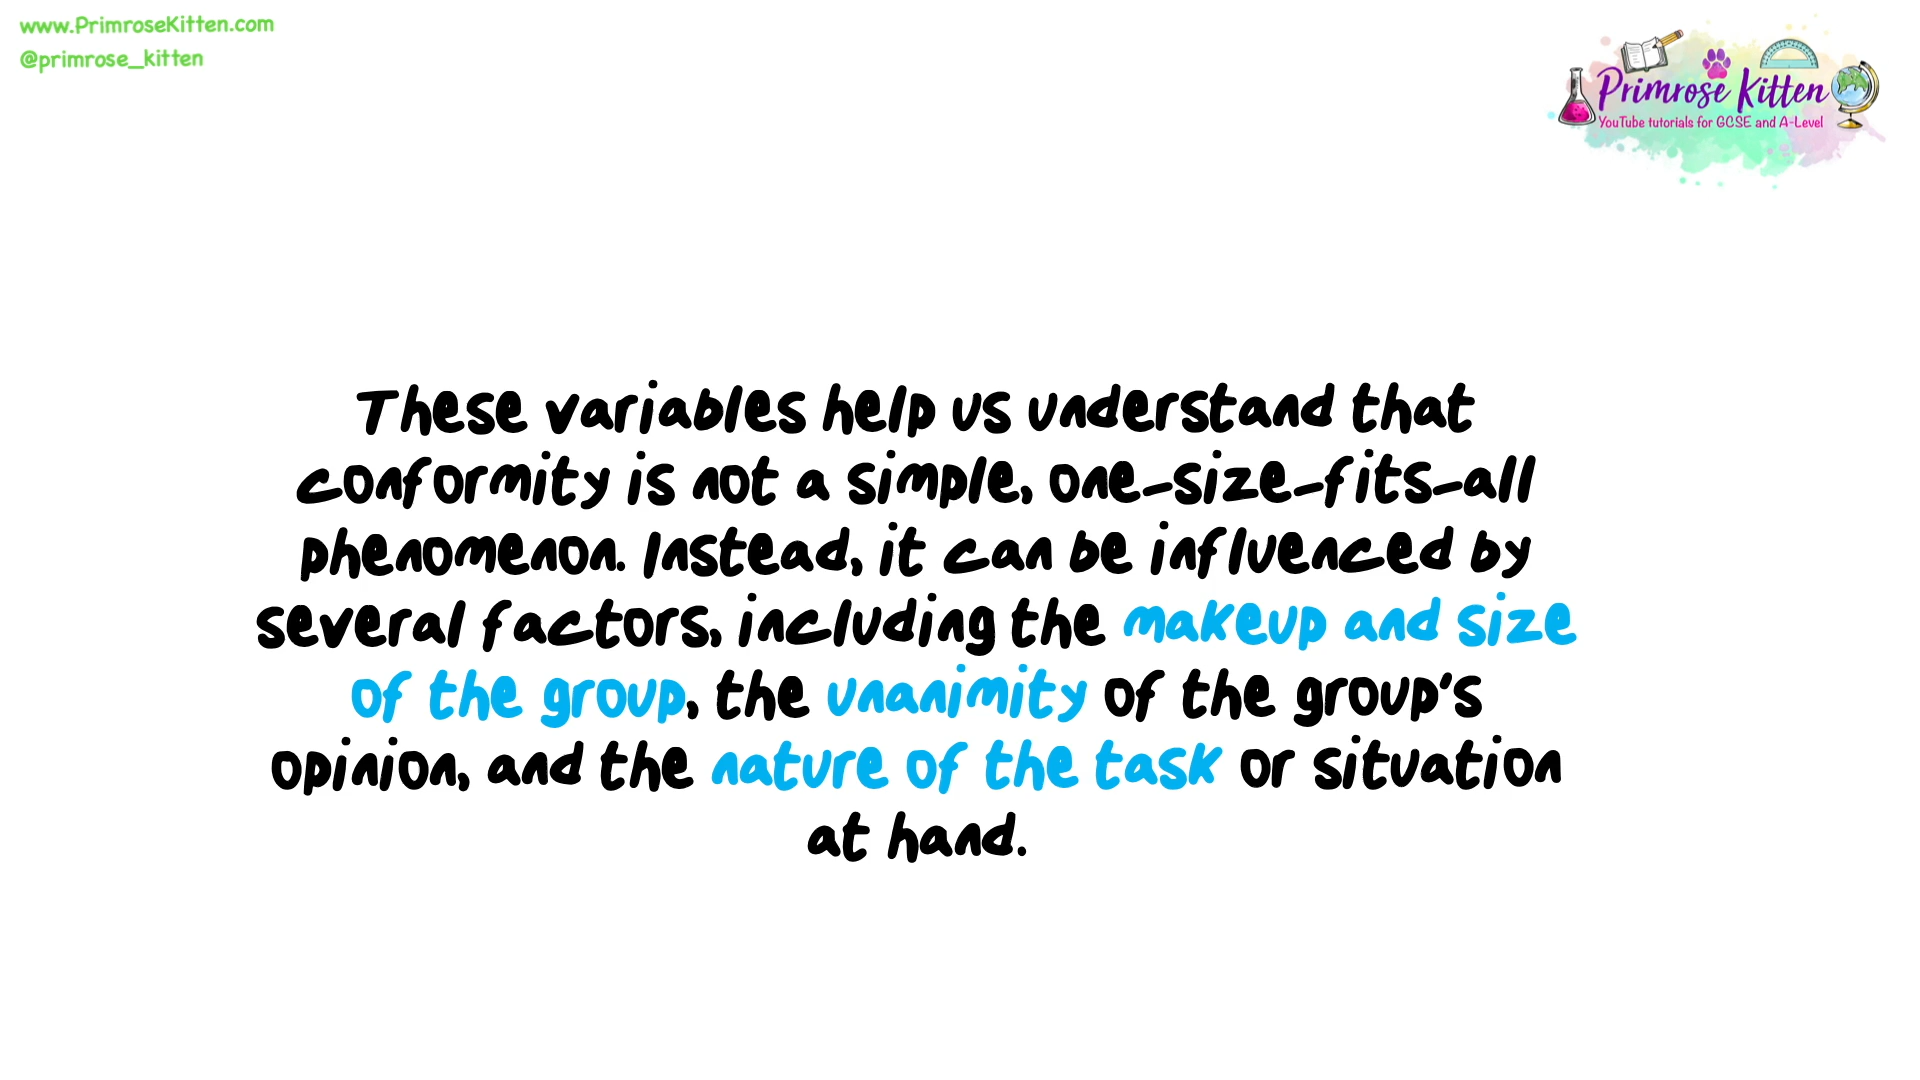 www.PrimroseKitten.com
@primrose_kitten
Primrose Kitten
YouTube tutorials for GCSE and A-Level
These variables help us understand that
conformity is not a simple, one-size-fits-all
phenomenon. Instead, it can be influenced by
several factors, including the makeup and size
of the group, the unanimity of the group's
opinion, and the nature of the task or situation
at hand.